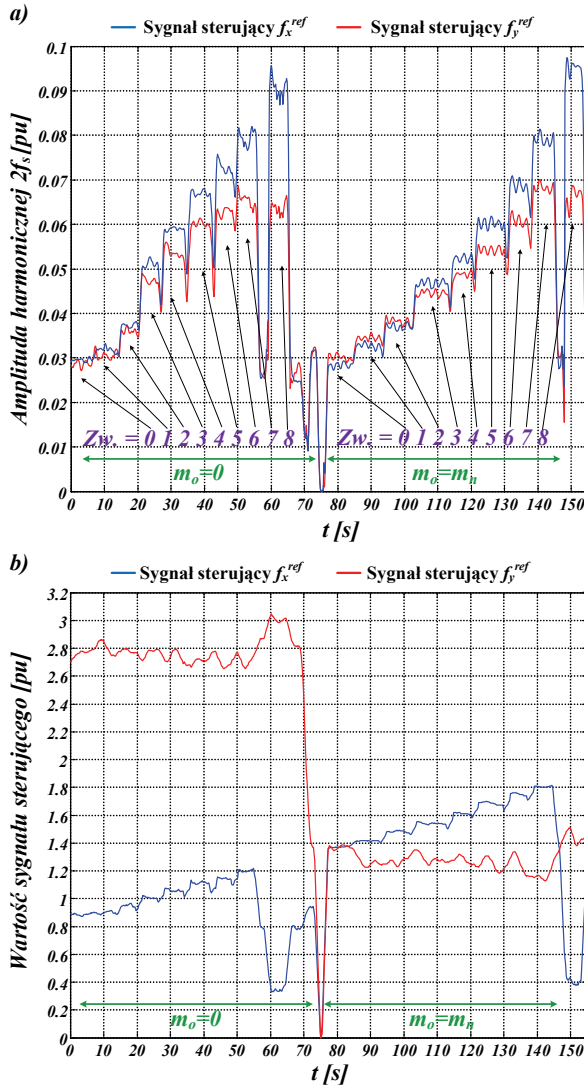 a)
Sygnał sterujący f_x^ref Sygnał sterujący f_y^ref
Amplituda harmonicznej 2f_s[pu]
0.1
0.09
0.08
0.07
0.06
0.05
0.04
0.03
0.02
0.01
0
Zw. = 0 1 2 3 4 5 6 7 8 Zw. = 0 1 2 3 4 5 6 7 8
m_o=0 m_o=m_n
0 10 20 30 40 50 60 70 80 90 100 110 120 130 140 150
t [s]
b)
Sygnał sterujący f_x^ref Sygnał sterujący f_y^ref
Wartość sygnału sterującego [pu]
3.2
3
2.8
2.6
2.4
2.2
2
1.8
1.6
1.4
1.2
1
0.8
0.6
0.4
0.2
0
m_o=0 m_o=m_n
0 10 20 30 40 50 60 70 80 90 100 110 120 130 140 150
t [s]